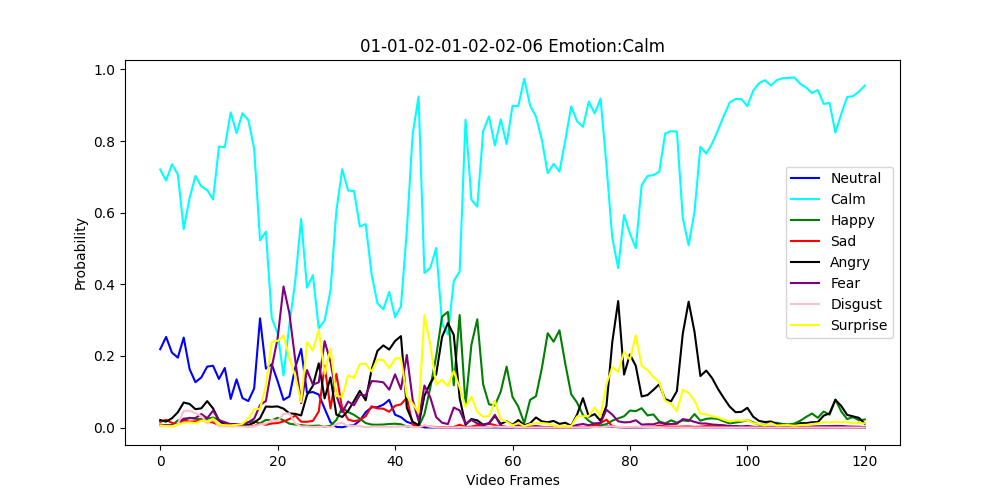 01-01-02-01-02-02-06 Emotion:Calm
1.0
0.8
0.6
0.4
0.2
0.0
Probability
0 20 40 60 80 100 120
Video Frames
Neutral
Calm
Happy
Sad
Angry
Fear
Disgust
Surprise